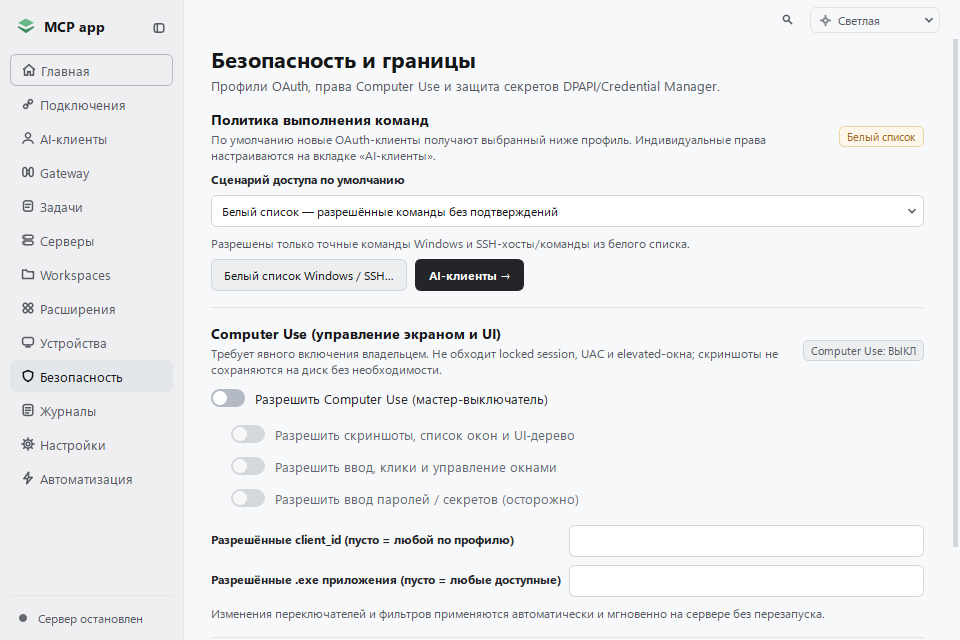 MCP app
Светлая
Главная
Подключения
AI-клиенты
Gateway
Задачи
Серверы
Workspaces
Расширения
Устройства
Безопасность
Журналы
Настройки
Автоматизация
Сервер остановлен
Безопасность и границы
Профили OAuth, права Computer Use и защита секретов DPAPI/Credential Manager.
Политика выполнения команд
По умолчанию новые OAuth-клиенты получают выбранный ниже профиль. Индивидуальные права
настраиваются на вкладке «AI-клиенты».
Белый список
Сценарий доступа по умолчанию
Белый список — разрешённые команды без подтверждений
Разрешены только точные команды Windows и SSH-хосты/команды из белого списка.
Белый список Windows / SSH...
AI-клиенты →
Computer Use (управление экраном и UI)
Требует явного включения владельцем. Не обходит locked session, UAC и elevated-окна; скриншоты не
сохраняются на диск без необходимости.
Computer Use: ВЫКЛ
Разрешить Computer Use (мастер-выключатель)
Разрешить скриншоты, список окон и UI-дерево
Разрешить ввод, клики и управление окнами
Разрешить ввод паролей / секретов (осторожно)
Разрешённые client_id (пусто = любой по профилю)
Разрешённые .exe приложения (пусто = любые доступные)
Изменения переключателей и фильтров применяются автоматически и мгновенно на сервере без перезапуска.